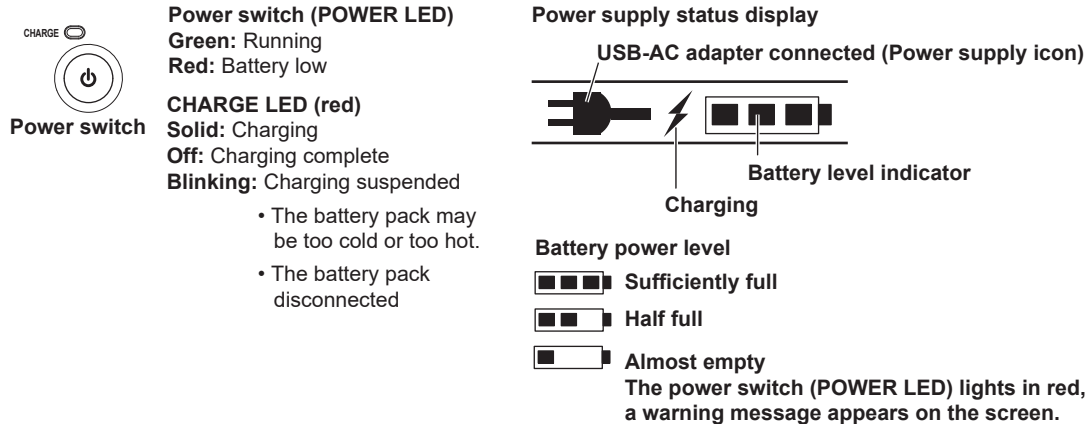 CHARGE
Power switch
Power switch (POWER LED)
Green: Running
Red: Battery low
CHARGE LED (red)
Solid: Charging
Off: Charging complete
Blinking: Charging suspended
• The battery pack may
be too cold or too hot.
• The battery pack
disconnected
Power supply status display
USB-AC adapter connected (Power supply icon)
Battery level indicator
Charging
Battery power level
Sufficiently full
Half full
Almost empty
The power switch (POWER LED) lights in red,
a warning message appears on the screen.